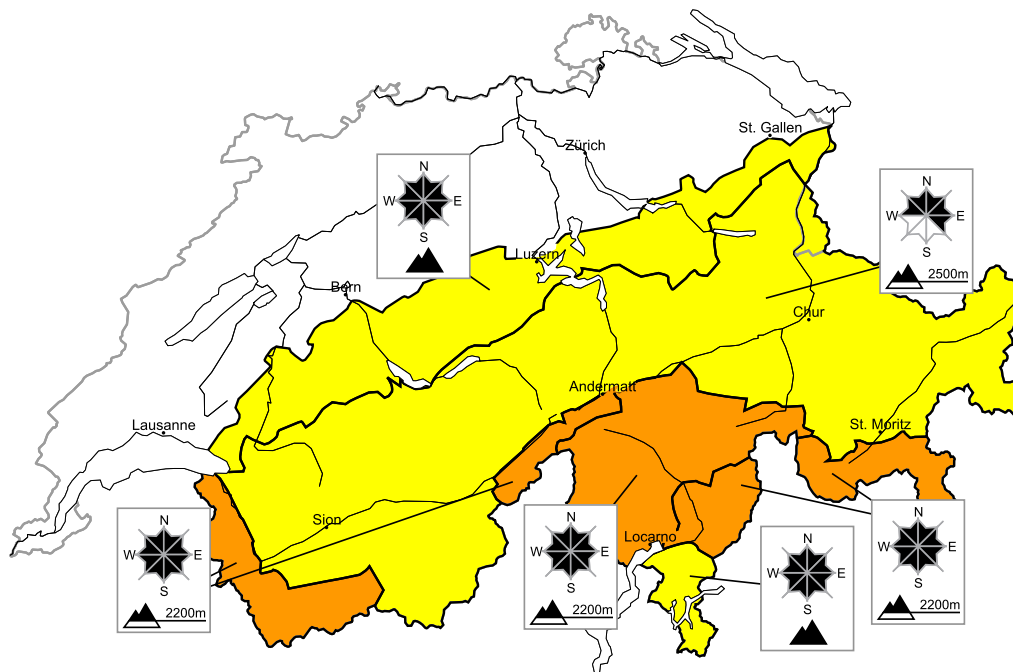 St. Gallen
Zürich
N
W E
S
N
W E
S
2500m
Luzern
Bern
Chur
Andermatt
Lausanne
St. Moritz
Sion
Locarno
N
W E
S
2200m
N
W E
S
2200m
N
W E
S
N
W E
S
2200m